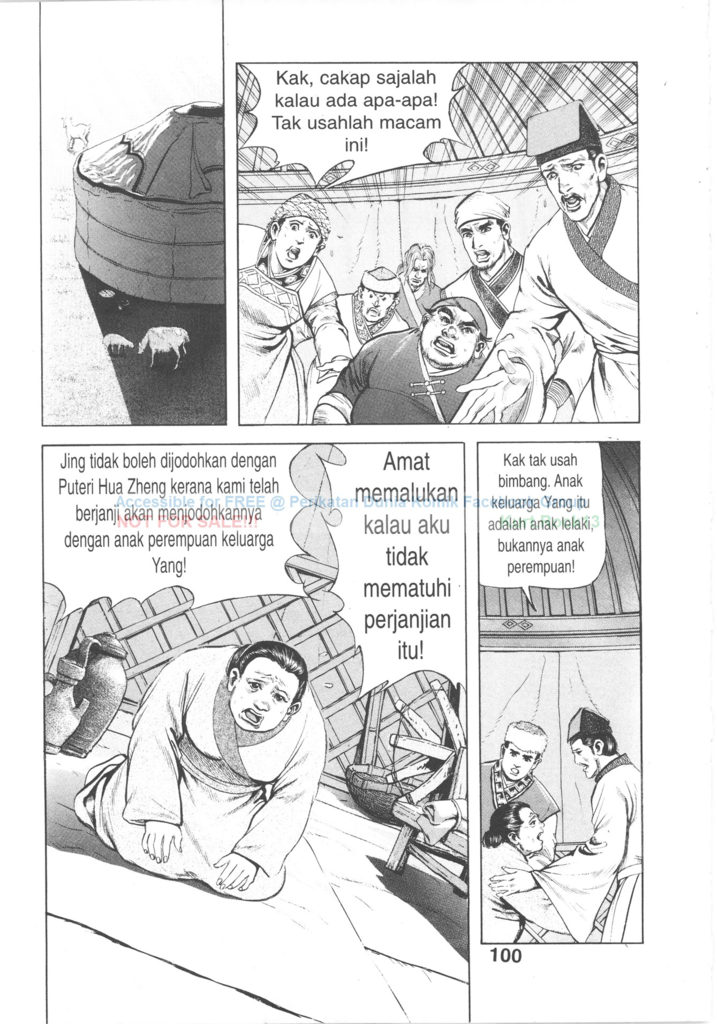 Kak, cakap sajalah
kalau ada apa-apa!
Tak usahlah macam
ini!
Jing tidak boleh dijodohkan dengan
Puteri Hua Zheng kerana kami telah
berjanji akan menjodohkannya
dengan anak perempuan keluarga
Yang!
Amat
memalukan
kalau aku
tidak
mematuhi
perjanjian
itu!
Kak tak usah
bimbang. Anak
keluarga Yang itu
adalah anak lelaki,
bukannya anak
perempuan!
Accessible for FREE @ Perikatan Dunia Komik
NOT FOR SALE!!!
100